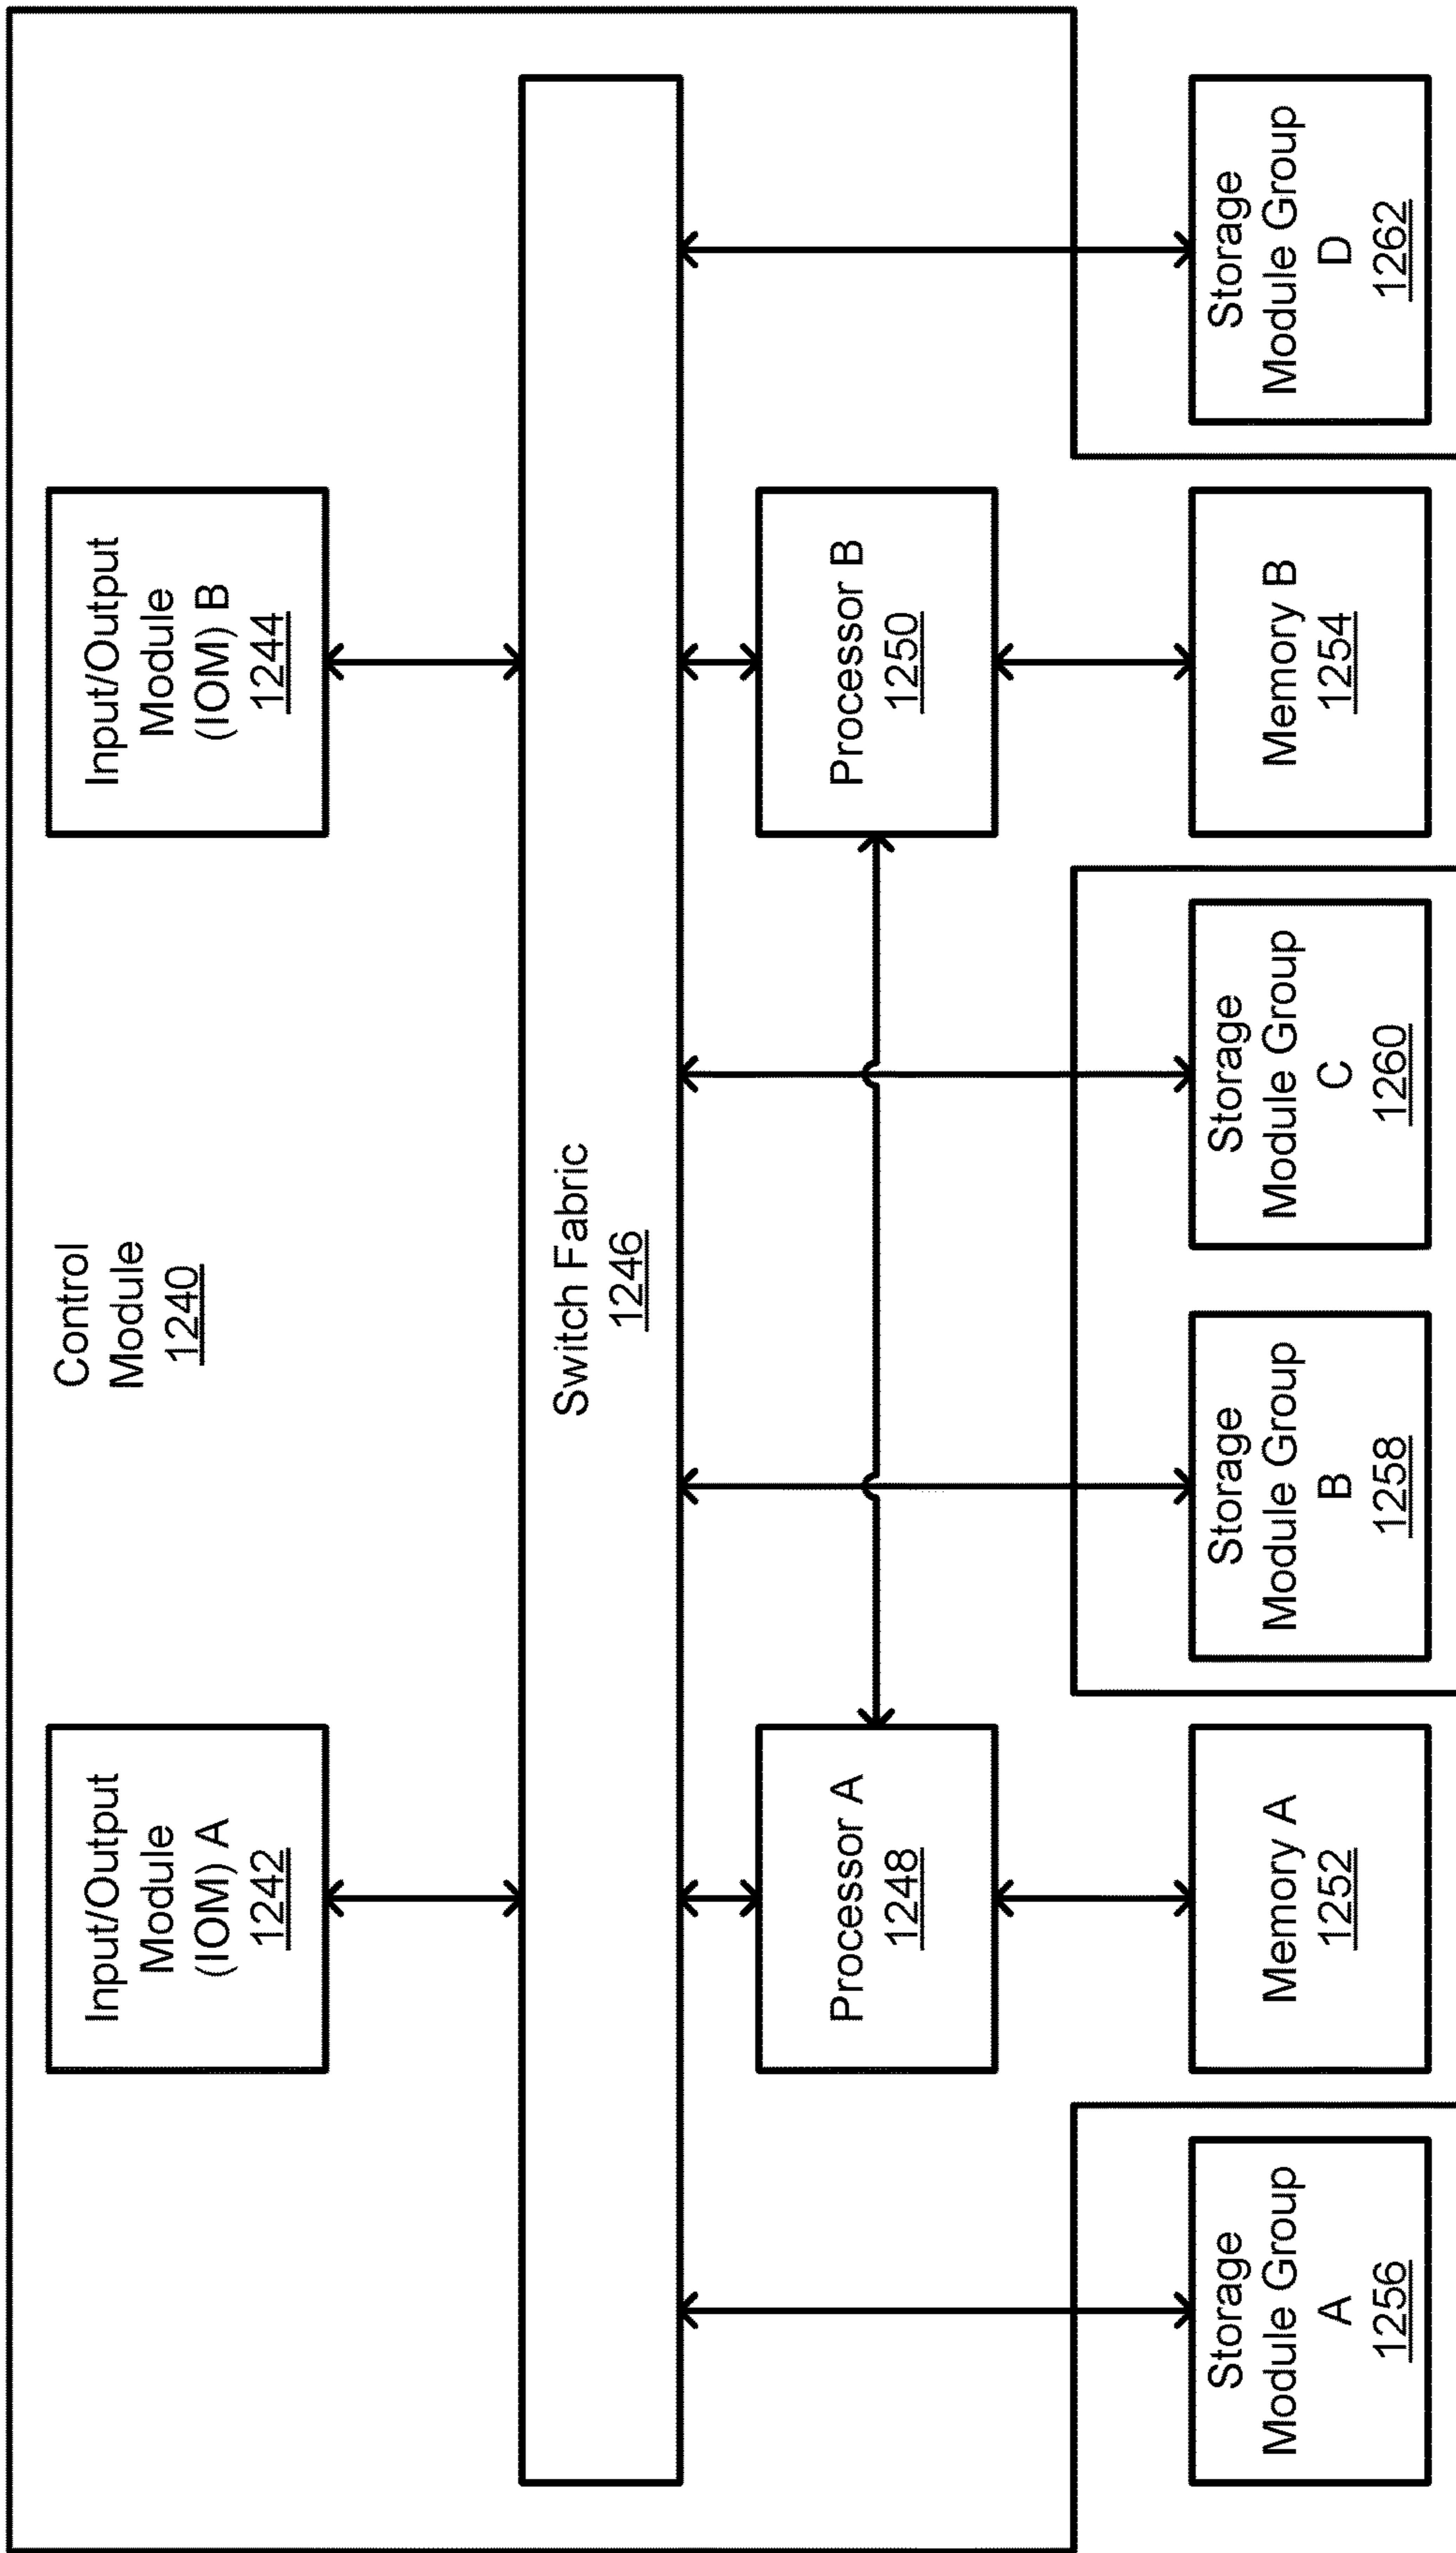 Control
Module
1240
Input/Output
Module
(IOM) A
1242
Input/Output
Module
(IOM) B
1244
Switch Fabric
1246
Processor A
1248
Processor B
1250
Storage
Module Group
A
1256
Memory A
1252
Storage
Module Group
B
1258
Storage
Module Group
C
1260
Memory B
1254
Storage
Module Group
D
1262